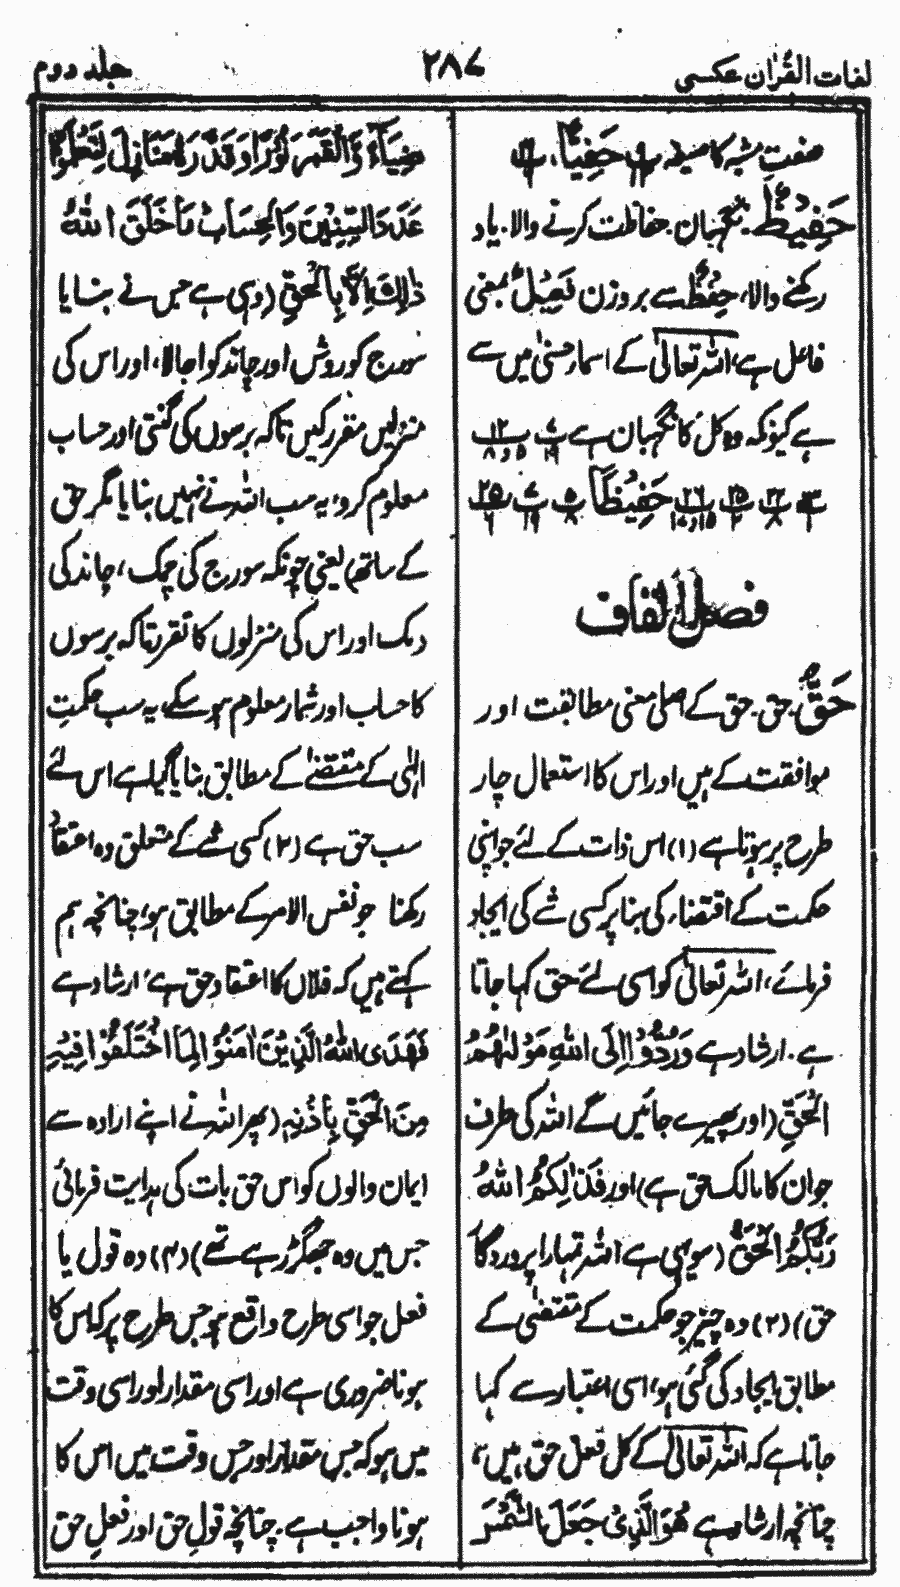 لغات القُرآن عکسی
۲۸۷
جلد دوم
صفتِ مشبہ کا صیغہ حَفِیًّا،
حَفِیْظٌ۔ نگہبان۔ حفاظت کرنے والا۔ یاد
رکھنے والا، حِفْظٌ سے بروزن فَعِیْلٌ بمعنی
فاعل ہے، اللہ تعالیٰ کے اسماء حسنیٰ میں سے
ہے کیونکہ وہ کل کا نگہبان ہے
حَفِیْظًا
فصل القاف
حَقٌّ۔ حق۔ حق کے اصلی معنی مطابقت اور
موافقت کے ہیں اور اس کا استعمال چار
طرح پر ہوتا ہے (۱) اس ذات کے لئے جو اپنی
حکمت کے اقتضاء کی بنا پر کسی شے کی ایجاد
فرمائے، اللہ تعالیٰ کو اسی لئے حق کہا جاتا
ہے۔ ارشاد ہے وَرُدُّوْٓا اِلَی اللّٰهِ مَوْلٰىهُمُ
الْحَقِّ (اور پھیرے جائیں گے اللہ کی طرف
جو ان کا مالک حق ہے) اور فَذٰلِكُمُ اللّٰهُ
رَبُّكُمُ الْحَقُّ (سو یہی ہے اللہ تمہارا پروردگار
حق) (۲) وہ چیز جو حکمت کے مقتضیٰ کے
مطابق ایجاد کی گئی ہو، اسی اعتبار سے کہا
جاتا ہے کہ اللہ تعالیٰ کے کل فعل حق ہیں،
چنانچہ ارشاد ہے هُوَ الَّذِیْ جَعَلَ الشَّمْسَ
ضِیَآءً وَّالْقَمَرَ نُوْرًا وَّقَدَّرَهٗ مَنَازِلَ لِتَعْلَمُوْا
عَدَدَ السِّنِیْنَ وَالْحِسَابَ مَا خَلَقَ اللّٰهُ
ذٰلِكَ اِلَّا بِالْحَقِّ (وہی ہے جس نے بنایا
سورج کو روشن اور چاند کو اجالا، اور اس کی
منزلیں مقرر کیں تاکہ برسوں کی گنتی اور حساب
معلوم کرو، یہ سب اللہ نے نہیں بنایا مگر حق
کے ساتھ) یعنی چونکہ سورج کی چمک، چاند کی
دمک اور اس کی منزلوں کا تقرر تاکہ برسوں
کا حساب اور شمار معلوم ہوسکے، یہ سب حکمتِ
الٰہی کے مقتضےٰ کے مطابق بنایا گیا ہے اس لئے
سب حق ہے (۳) کسی شے کے متعلق وہ اعتقاد
رکھنا جو نفس الامر کے مطابق ہو، چنانچہ ہم
کہتے ہیں کہ فلاں کا اعتقاد حق ہے، ارشاد ہے
فَهَدَى اللّٰهُ الَّذِیْنَ اٰمَنُوْا لِمَا اخْتَلَفُوْا فِیْهِ
مِنَ الْحَقِّ بِاِذْنِهٖ (پھر اللہ نے اپنے ارادہ سے
ایمان والوں کو اس حق بات کی ہدایت فرمائی
جس میں وہ جھگڑ رہے تھے) (۴) وہ قول یا
فعل جو اسی طرح واقع ہو جس طرح پر کہ اس کا
ہونا ضروری ہے اور اسی مقدار اور اسی وقت
میں ہو کہ جس مقدار اور جس وقت میں اس کا
ہونا واجب ہے۔ چنانچہ قولِ حق اور فعلِ حق